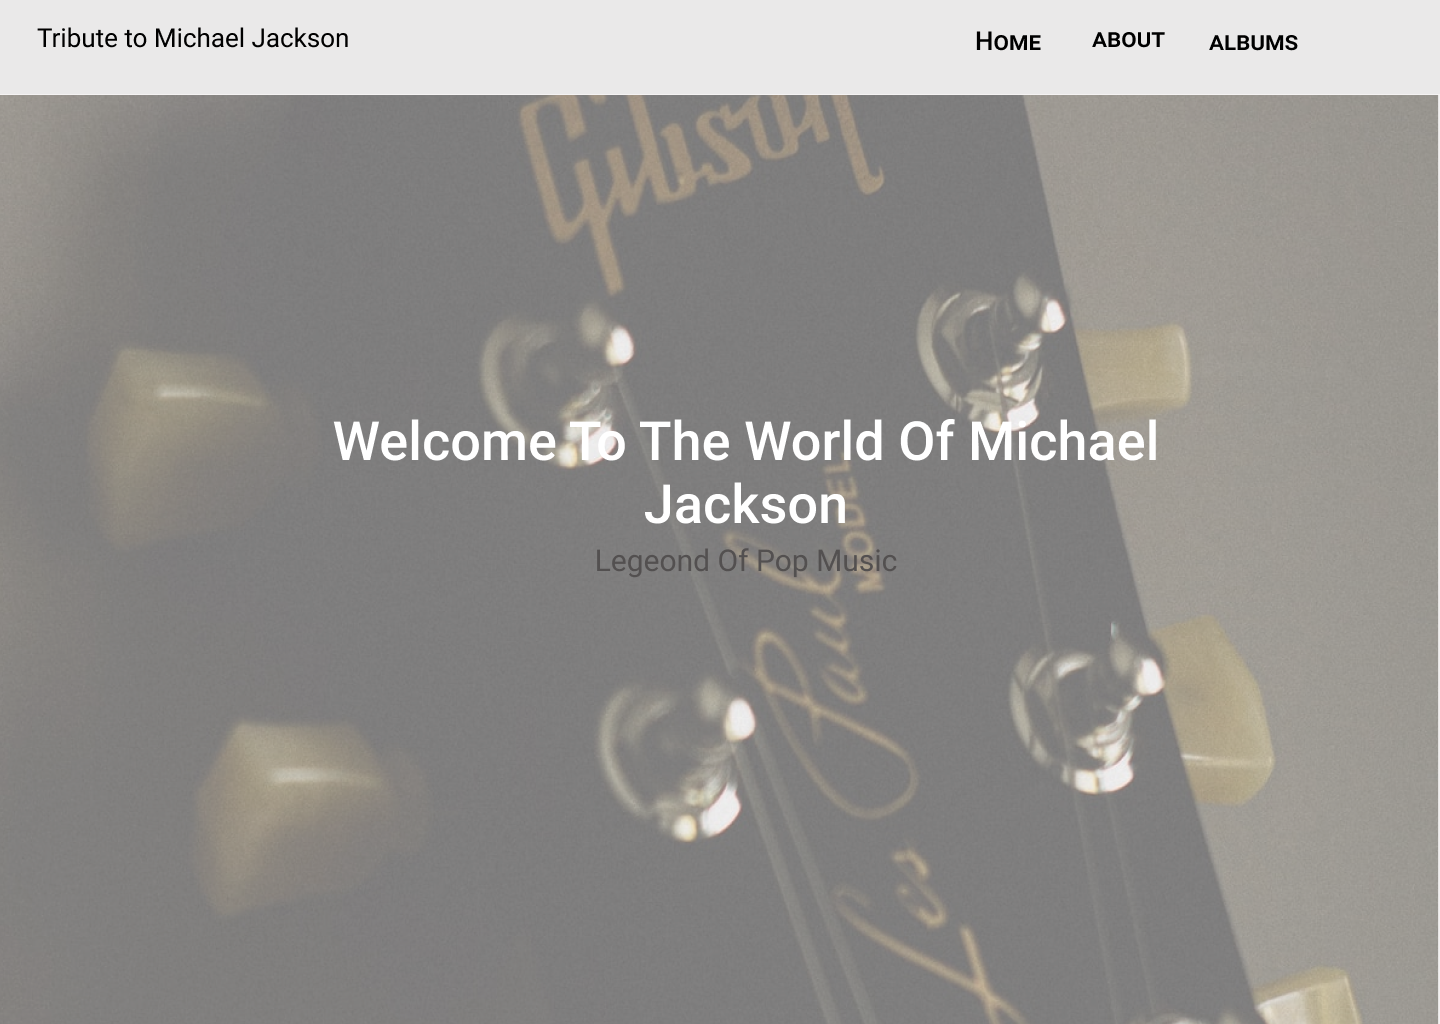 Tribute to Michael Jackson
HOME ABOUT ALBUMS
Gibson
Welcome To The World Of Michael
Jackson
Legeond Of Pop Music
MODEL
Les Paul